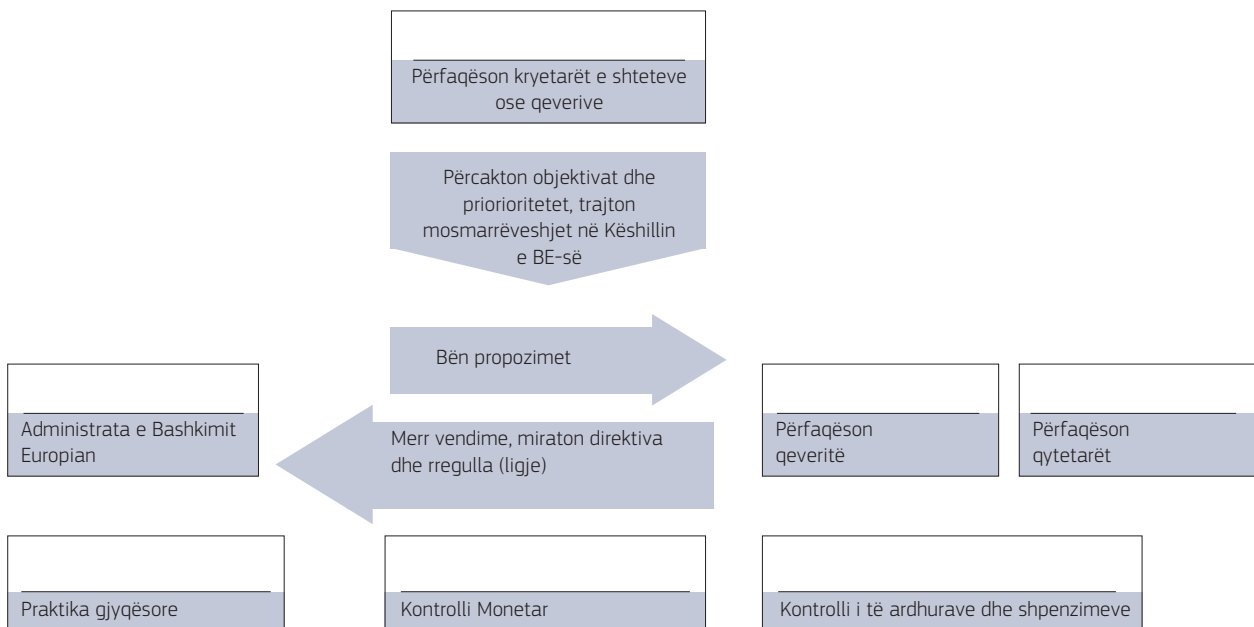 Përfaqëson kryetarët e shteteve
ose qeverive
Përcakton objektivat dhe
priorioritetet, trajton
mosmarrëveshjet në Këshillin
e BE-së
Bën propozimet
Administrata e Bashkimit
Europian
Merr vendime, miraton direktiva
dhe rregulla (ligje)
Përfaqëson
qeveritë
Përfaqëson
qytetarët
Praktika gjyqësore
Kontrolli Monetar
Kontrolli i të ardhurave dhe shpenzimeve